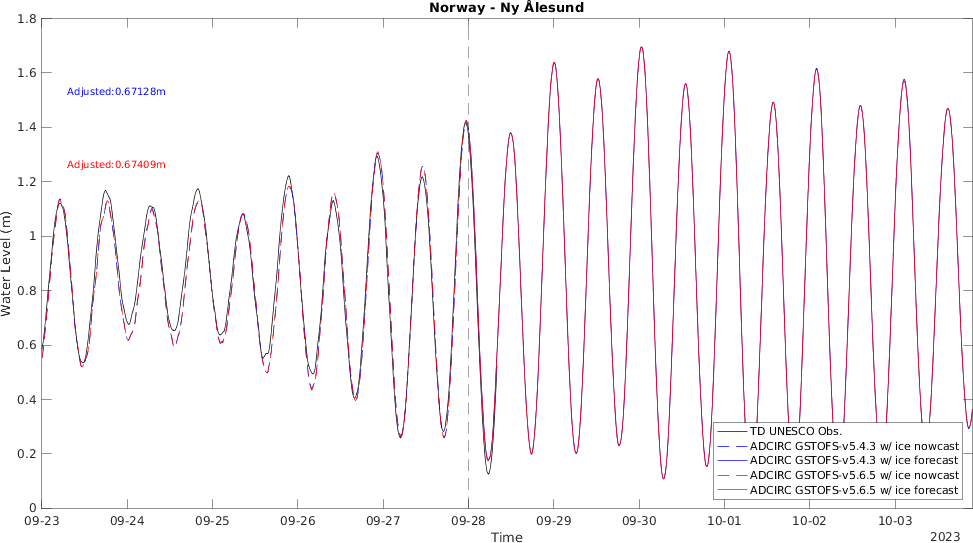 Norway - Ny Ålesund
1.8
1.6
1.4
1.2
1
0.8
0.6
0.4
0.2
0
Water Level (m)
Adjusted:0.67128m
Adjusted:0.67409m
TD UNESCO Obs.
ADCIRC GSTOFS-v5.4.3 w/ ice nowcast
ADCIRC GSTOFS-v5.4.3 w/ ice forecast
ADCIRC GSTOFS-v5.6.5 w/ ice nowcast
ADCIRC GSTOFS-v5.6.5 w/ ice forecast
09-23 09-24 09-25 09-26 09-27 09-28 09-29 09-30 10-01 10-02 10-03
Time
2023